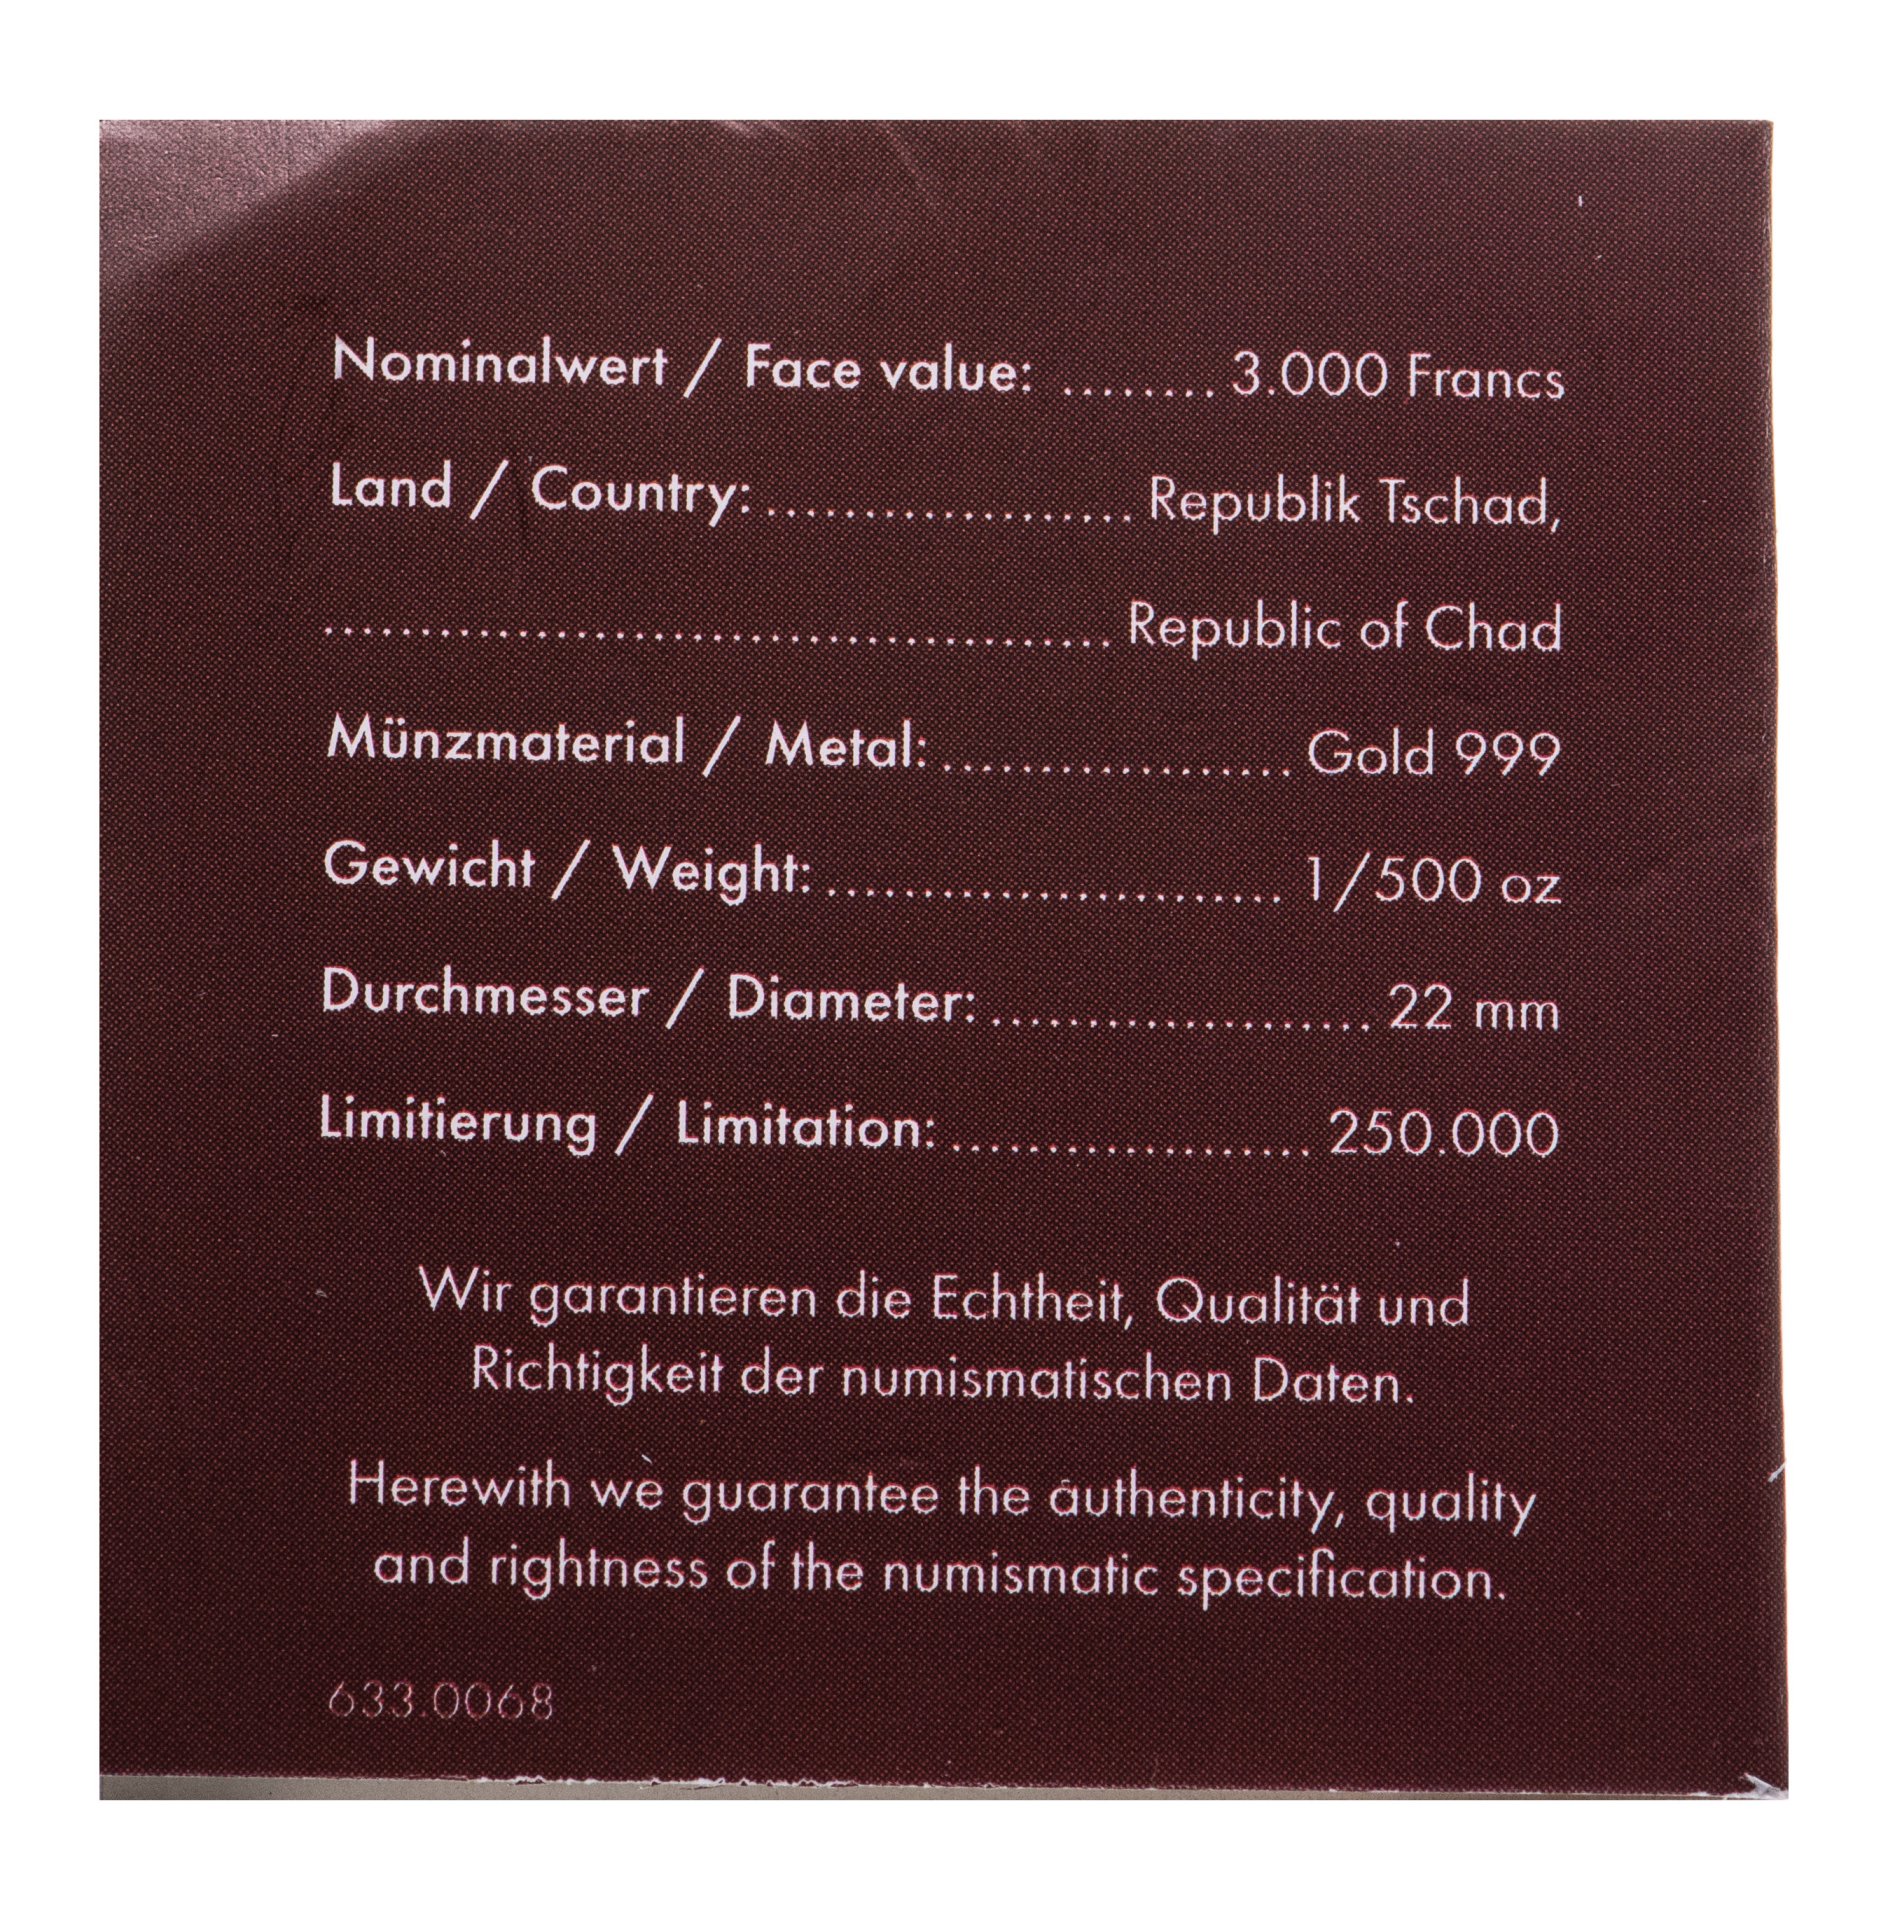 Nominalwert / Face value: ........ 3.000 Francs
Land / Country: ................... Republik Tschad,
......................................... Republic of Chad
Münzmaterial / Metal: .................. Gold 999
Gewicht / Weight: ........................ 1/500 oz
Durchmesser / Diameter: .................... 22 mm
Limitierung / Limitation: ................... 250.000
Wir garantieren die Echtheit, Qualität und
Richtigkeit der numismatischen Daten.
Herewith we guarantee the authenticity, quality
and rightness of the numismatic specification.
633.0068